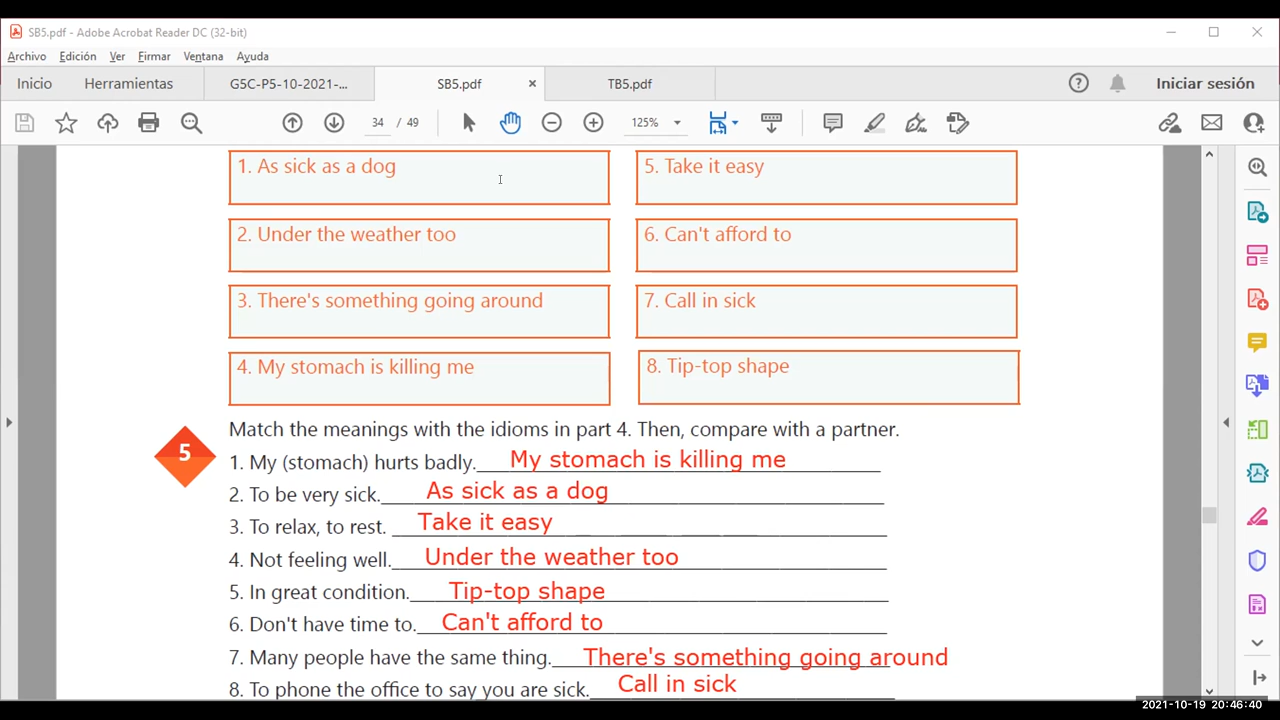 SB5.pdf - Adobe Acrobat Reader DC (32-bit)
Archivo Edición Ver Firmar Ventana Ayuda
Inicio Herramientas G5C-P5-10-2021-... SB5.pdf × TB5.pdf Iniciar sesión
34 / 49 125%
1. As sick as a dog
5. Take it easy
2. Under the weather too
6. Can't afford to
3. There's something going around
7. Call in sick
4. My stomach is killing me
8. Tip-top shape
5
Match the meanings with the idioms in part 4. Then, compare with a partner.
1. My (stomach) hurts badly. My stomach is killing me
2. To be very sick. As sick as a dog
3. To relax, to rest. Take it easy
4. Not feeling well. Under the weather too
5. In great condition. Tip-top shape
6. Don't have time to. Can't afford to
7. Many people have the same thing. There's something going around
8. To phone the office to say you are sick. Call in sick
2021-10-19 20:46:40